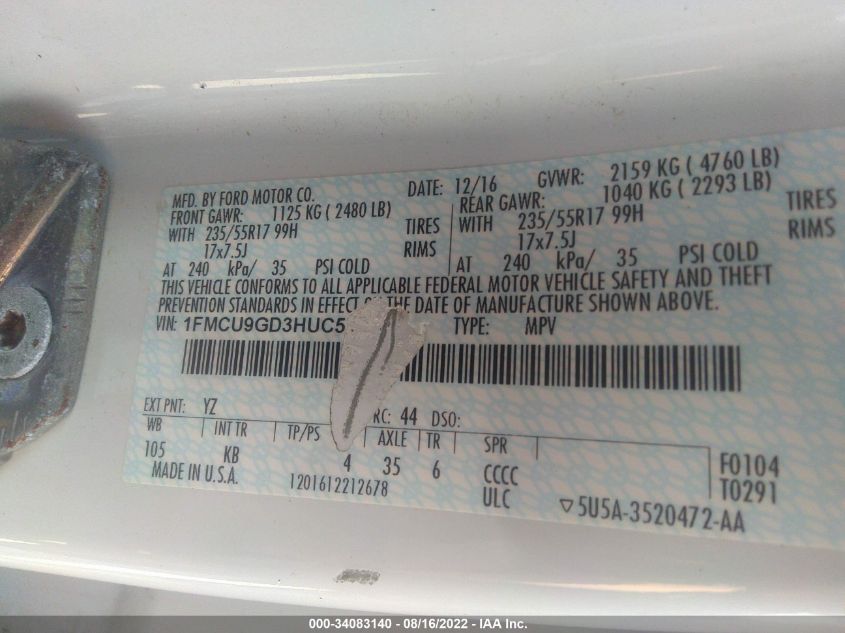 MFD. BY FORD MOTOR CO. DATE: 12/16 GVWR: 2159 KG ( 4760 LB)
FRONT GAWR: 1125 KG ( 2480 LB) REAR GAWR: 1040 KG ( 2293 LB)
WITH 235/55R17 99H TIRES WITH 235/55R17 99H TIRES
17x7.5J RIMS 17x7.5J RIMS
AT 240 kPa/ 35 PSI COLD AT 240 kPa/ 35 PSI COLD
THIS VEHICLE CONFORMS TO ALL APPLICABLE FEDERAL MOTOR VEHICLE SAFETY AND THEFT
PREVENTION STANDARDS IN EFFECT THE DATE OF MANUFACTURE SHOWN ABOVE.
VIN: 1FMCU9GD3HUC5 TYPE: MPV
EXT PNT: YZ RC: 44 DSO:
WB INT TR TP/PS AXLE TR SPR
105 KB 4 35 6 CCCC F0104
MADE IN U.S.A. 1201612212678 ULC T0291
▽5U5A-3520472-AA
000-34083140 - 08/16/2022 - IAA Inc.